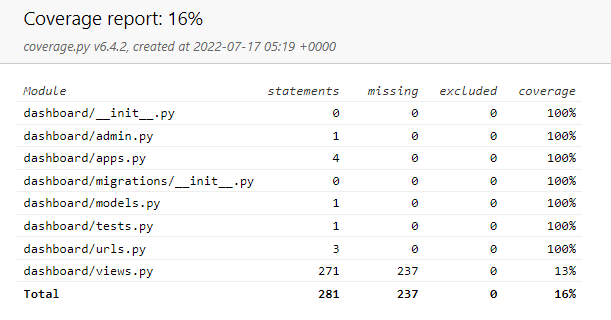 Coverage report: 16%
coverage.py v6.4.2, created at 2022-07-17 05:19 +0000
Module statements missing excluded coverage
dashboard/__init__.py 0 0 0 100%
dashboard/admin.py 1 0 0 100%
dashboard/apps.py 4 0 0 100%
dashboard/migrations/__init__.py 0 0 0 100%
dashboard/models.py 1 0 0 100%
dashboard/tests.py 1 0 0 100%
dashboard/urls.py 3 0 0 100%
dashboard/views.py 271 237 0 13%
Total 281 237 0 16%